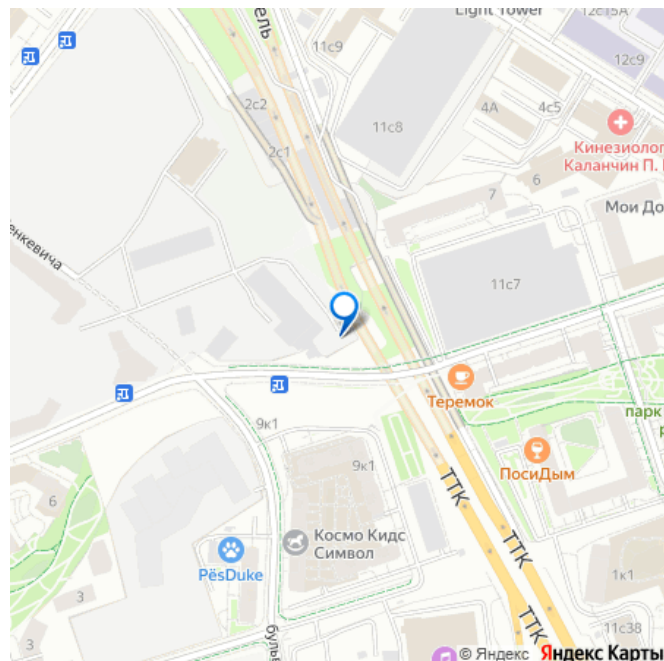 Light Tower
12с15А
ЕЛЬ
11с9
12с9
2с2
4А
4с5
11с8
2с1
Кинезиолог
Каланчин П.
6
7
Мои До
енкевича
11с7
Теремок
парк
9к1
9к1
ПосиДым
ТТК
6
Космо Кидс
Символ
ТТК
PёsDuke
1к1
3
ТТК
11с38
3
буль
© Яндекс Яндекс Карты